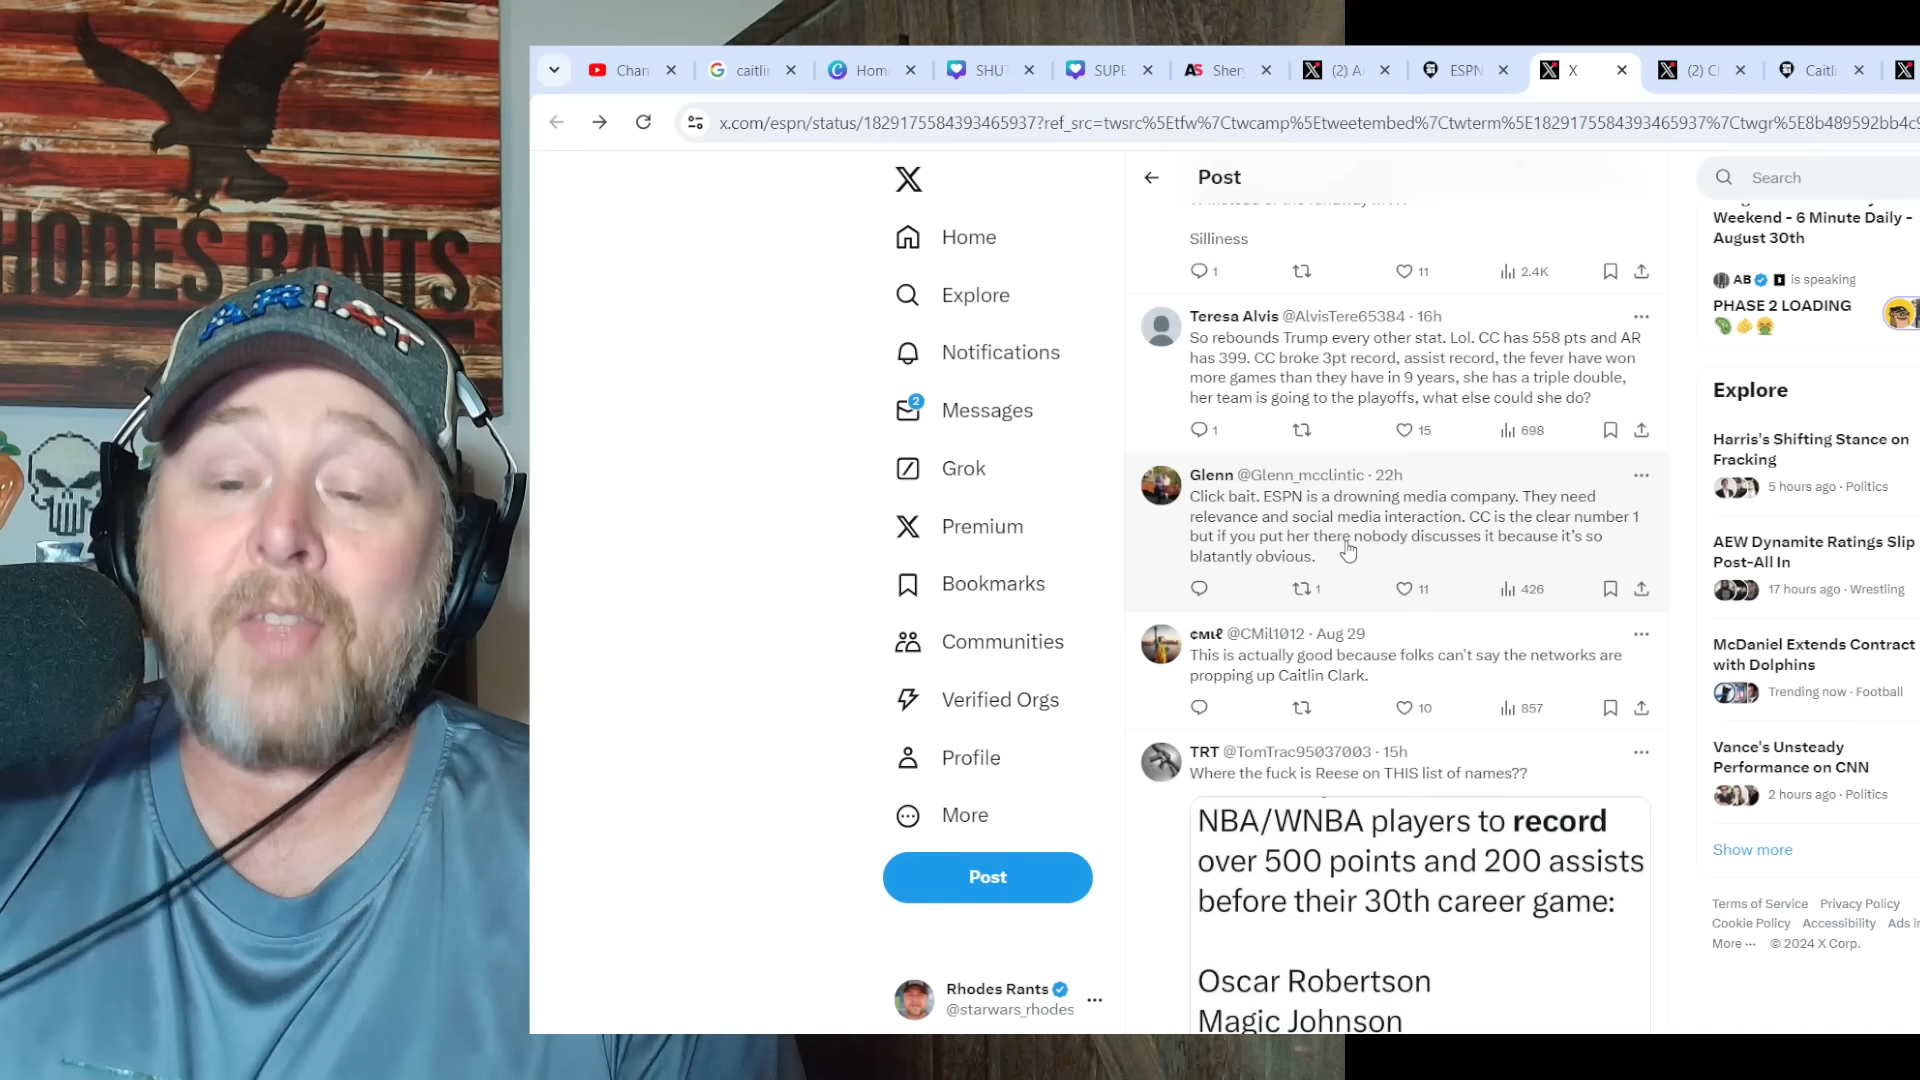 RHODES RANTS
ARIAT
Chan
caitlin
Home
SHUT
SUPE
AS
Shery
ESPN
X
Caitli
x.com/espn/status/1829175584393465937?ref_src=twsrc%5Etfw%7Ctwcamp%5Etweetembed%7Ctwterm%5E1829175584393465937%7Ctwgr%5E8b489592bb4c9
Home
Explore
Notifications
2
Messages
Grok
Premium
Bookmarks
Communities
Verified Orgs
Profile
More
Post
Rhodes Rants
@starwars_rhodes
Post
Silliness
1
11
2.4K
Teresa Alvis @AlvisTere65384 · 16h
So rebounds Trump every other stat. Lol. CC has 558 pts and AR
has 399. CC broke 3pt record, assist record, the fever have won
more games than they have in 9 years, she has a triple double,
her team is going to the playoffs, what else could she do?
1
15
698
Glenn @Glenn_mcclintic · 22h
Click bait. ESPN is a drowning media company. They need
relevance and social media interaction. CC is the clear number 1
but if you put her there nobody discusses it because it’s so
blatantly obvious.
1
11
426
¢мιℓ @CMil1012 · Aug 29
This is actually good because folks can't say the networks are
propping up Caitlin Clark.
10
857
TRT @TomTrac95037003 · 15h
Where the fuck is Reese on THIS list of names??
NBA/WNBA players to record
over 500 points and 200 assists
before their 30th career game:
Oscar Robertson
Magic Johnson
Search
Weekend - 6 Minute Daily -
August 30th
AB is speaking
PHASE 2 LOADING
Explore
Harris's Shifting Stance on
Fracking
5 hours ago · Politics
AEW Dynamite Ratings Slip
Post-All In
17 hours ago · Wrestling
McDaniel Extends Contract
with Dolphins
Trending now · Football
Vance's Unsteady
Performance on CNN
2 hours ago · Politics
Show more
Terms of Service Privacy Policy
Cookie Policy Accessibility Ads in
More ··· © 2024 X Corp.